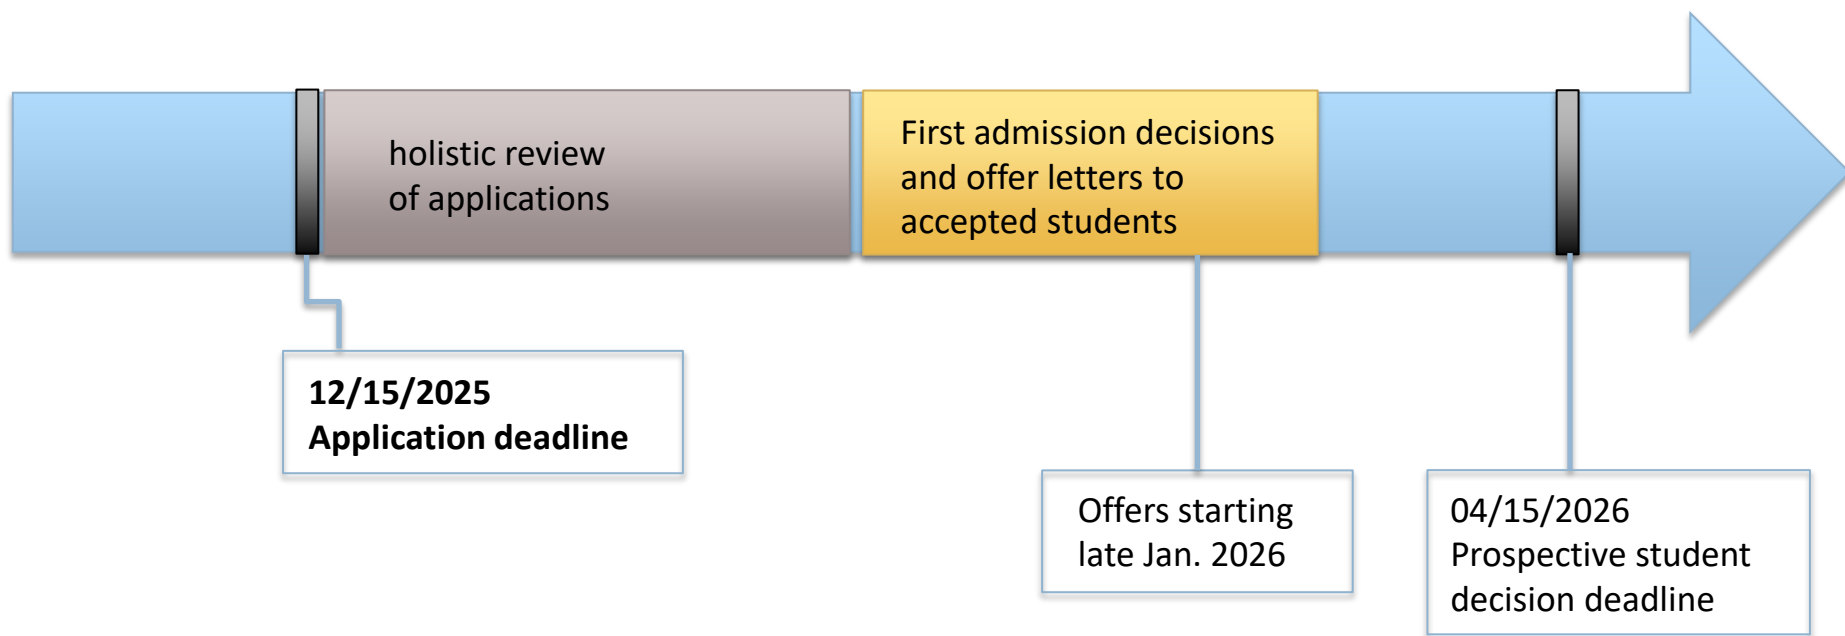 holistic review
of applications
First admission decisions
and offer letters to
accepted students
12/15/2025
Application deadline
Offers starting
late Jan. 2026
04/15/2026
Prospective student
decision deadline